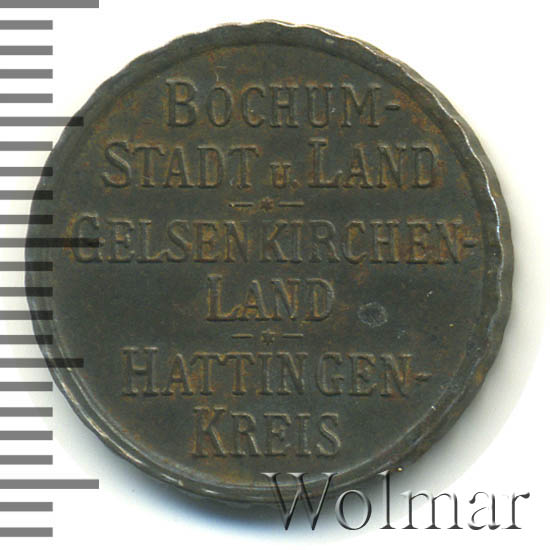 BOCHUM-
STADT U. LAND
GELSENKIRCHEN-
LAND
HATTINGEN-
KREIS
Wolmar